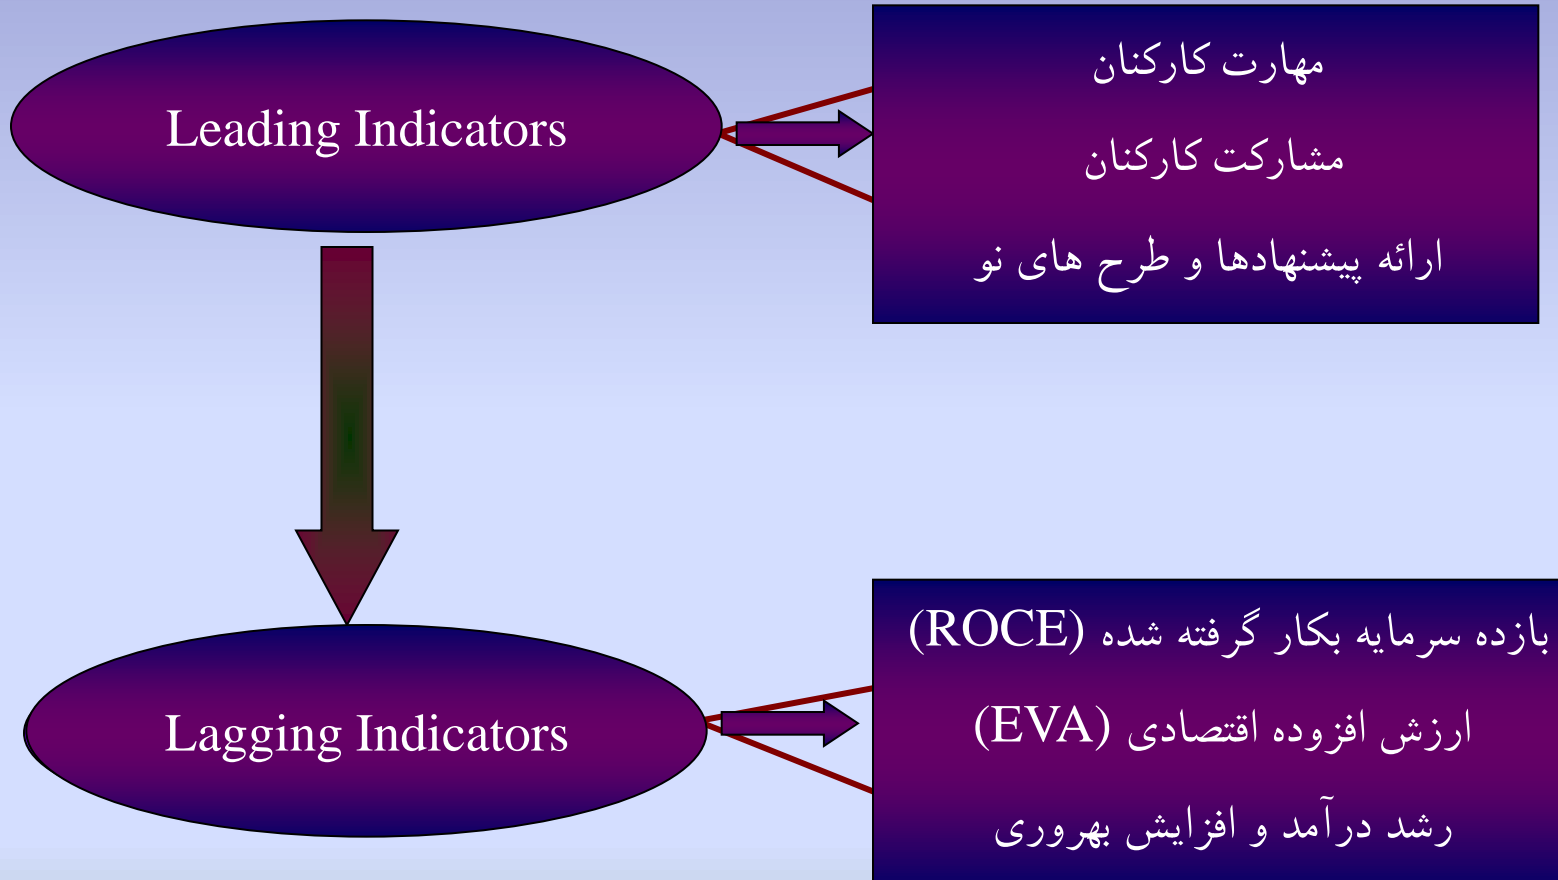 Leading Indicators
مهارت کارکنان
مشارکت کارکنان
ارائه پیشنهادها و طرح های نو
Lagging Indicators
بازده سرمایه بکار گرفته شده (ROCE)
ارزش افزوده اقتصادی (EVA)
رشد درآمد و افزایش بهروری